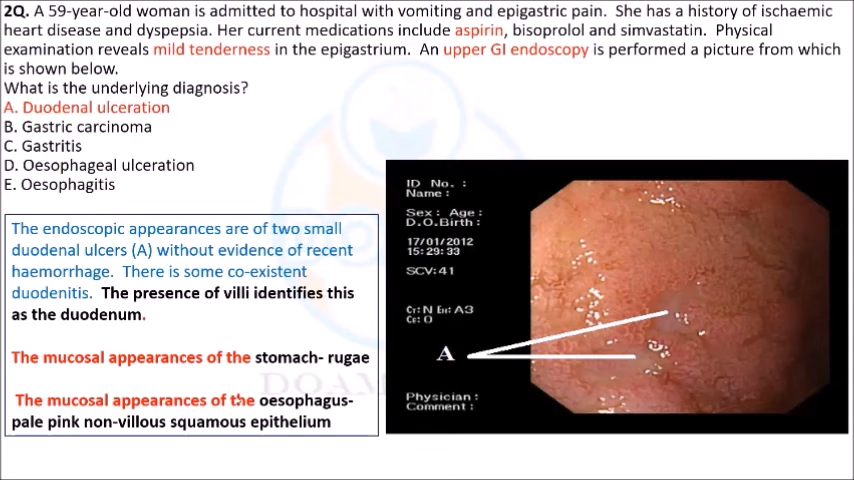 2Q. A 59-year-old woman is admitted to hospital with vomiting and epigastric pain. She has a history of ischaemic
heart disease and dyspepsia. Her current medications include aspirin, bisoprolol and simvastatin. Physical
examination reveals mild tenderness in the epigastrium. An upper GI endoscopy is performed a picture from which
is shown below.
What is the underlying diagnosis?
A. Duodenal ulceration
B. Gastric carcinoma
C. Gastritis
D. Oesophageal ulceration
E. Oesophagitis
The endoscopic appearances are of two small
duodenal ulcers (A) without evidence of recent
haemorrhage. There is some co-existent
duodenitis. The presence of villi identifies this
as the duodenum.
The mucosal appearances of the stomach- rugae
The mucosal appearances of the oesophagus-
pale pink non-villous squamous epithelium
ID No. :
Name :
Sex : Age :
D.O.Birth :
17/01/2012
15:29:33
SCV:41
Cr:N En: A3
Ce: 0
A
Physician :
Comment :